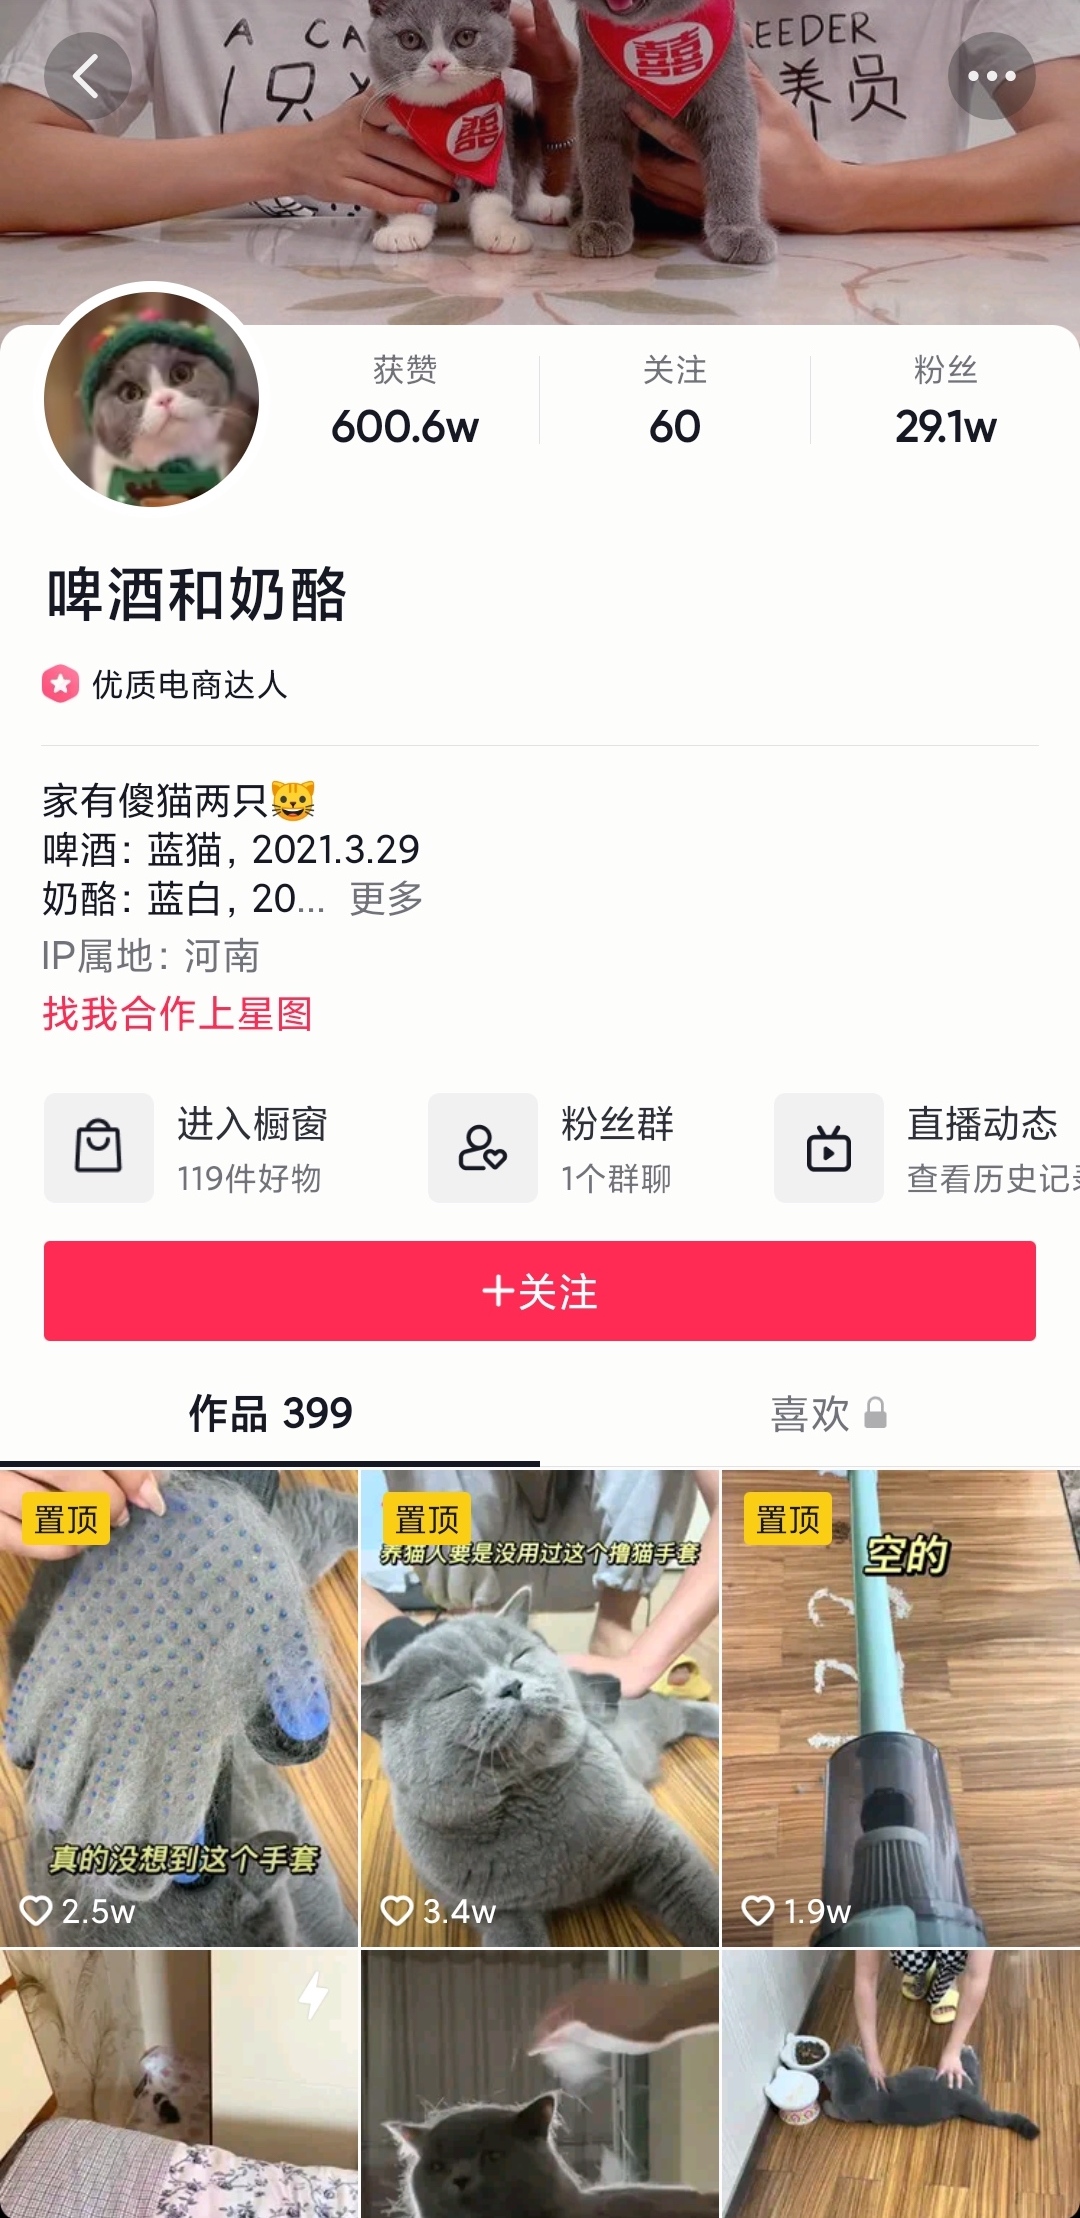 A CA
EEDER
1只
养员
囍
囍
获赞
关注
粉丝
600.6w
60
29.1w
啤酒和奶酪
优质电商达人
家有傻猫两只😺
啤酒：蓝猫，2021.3.29
奶酪：蓝白，20... 更多
IP属地：河南
找我合作上星图
进入橱窗
119件好物
粉丝群
1个群聊
直播动态
查看历史记录
+关注
作品 399
喜欢
置顶
真的没想到这个手套
2.5w
置顶
养猫人要是没用过这个撸猫手套
3.4w
置顶
空的
1.9w